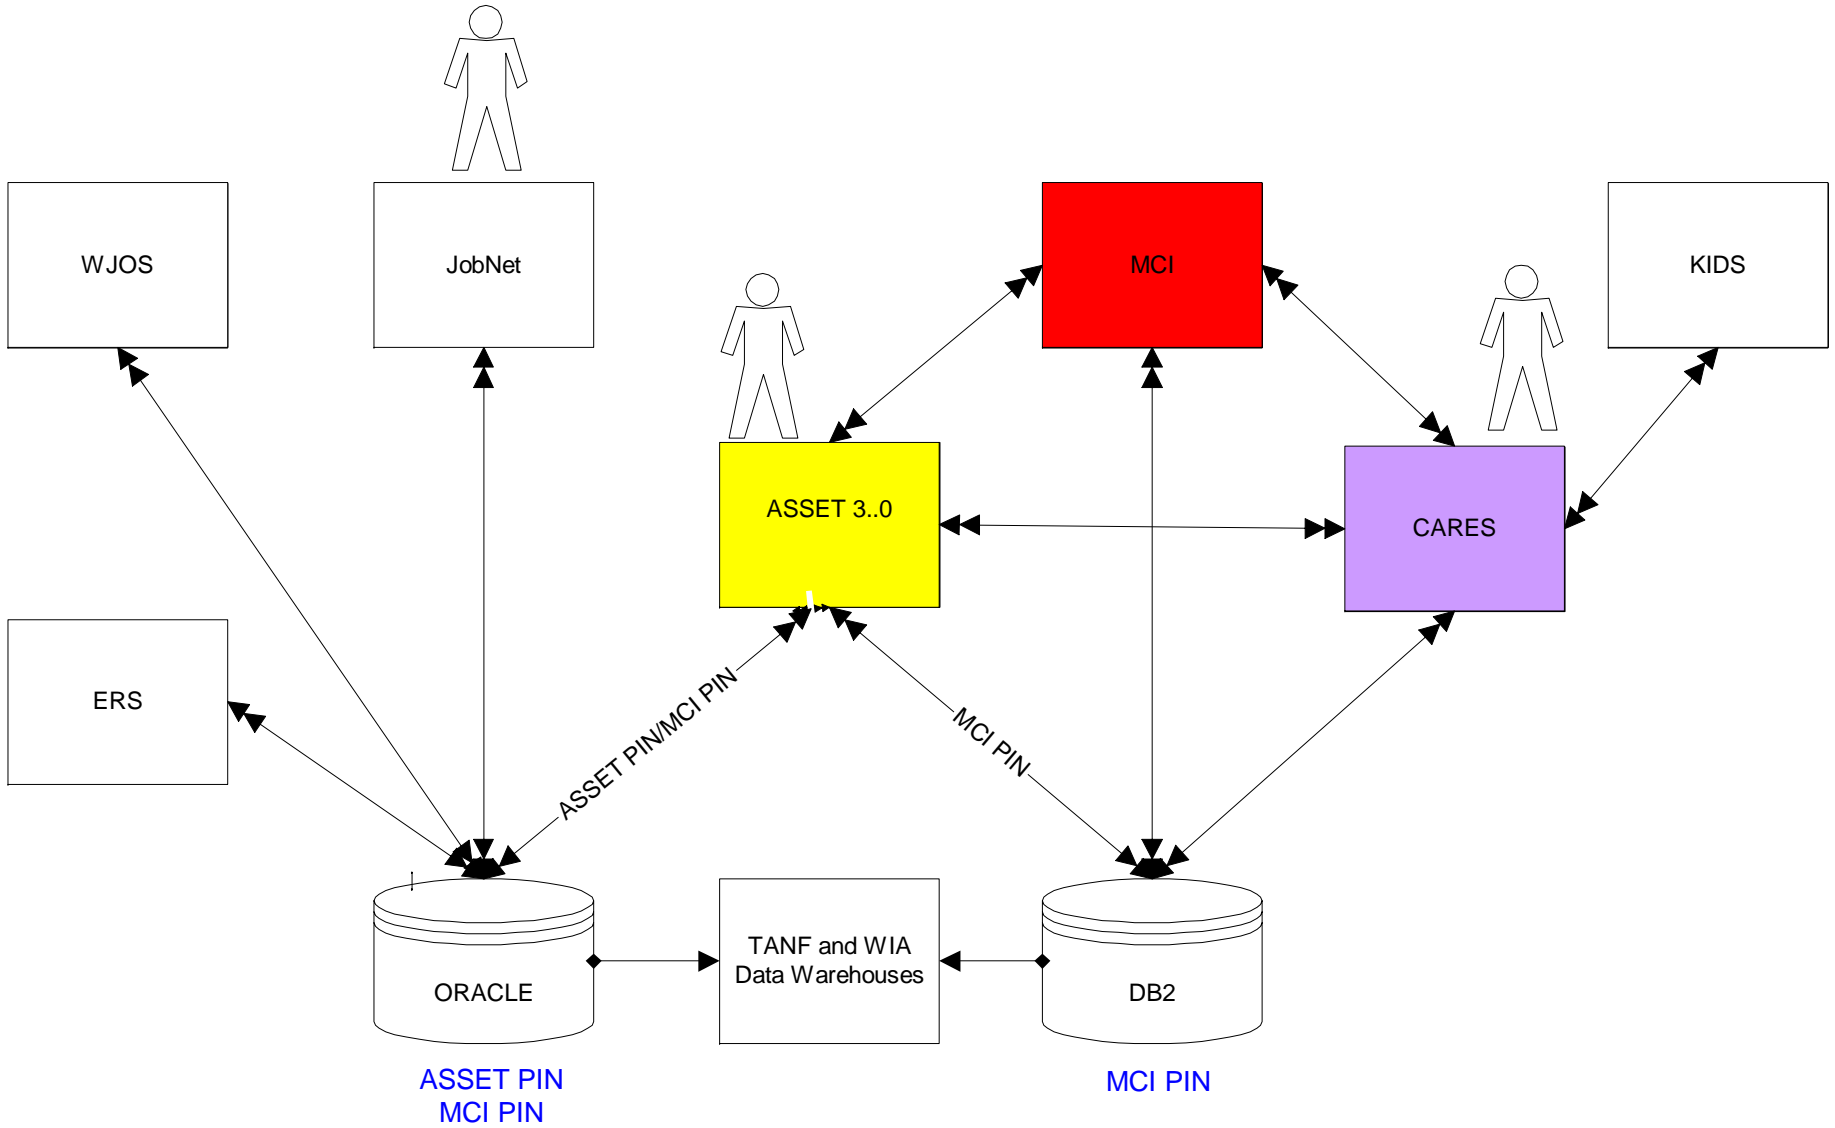 WJOS
JobNet
MCI
KIDS
ASSET 3..0
CARES
ERS
ASSET PIN/MCI PIN
MCI PIN
TANF and WIA
Data Warehouses
ORACLE
DB2
ASSET PIN
MCI PIN
MCI PIN